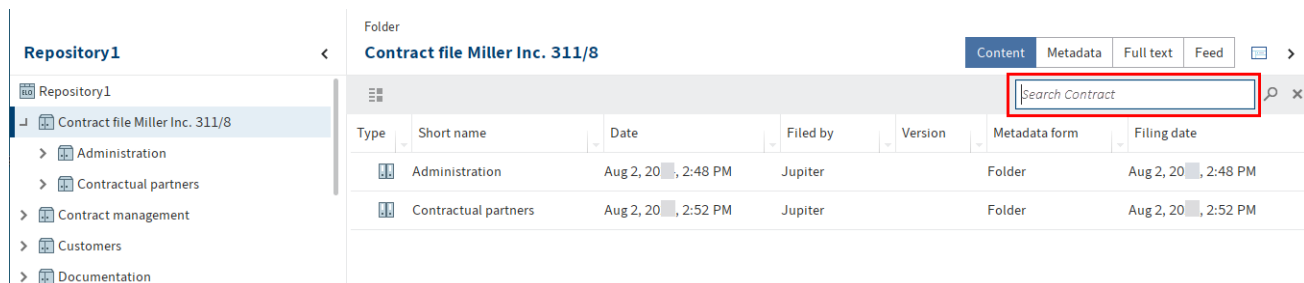 Folder
Repository1
Contract file Miller Inc. 311/8
Content Metadata Full text Feed
ELO Repository1
Search Contract
Contract file Miller Inc. 311/8
Type Short name Date Filed by Version Metadata form Filing date
Administration
Administration Aug 2, 20 , 2:48 PM Jupiter Folder Aug 2, 20 , 2:48 PM
Contractual partners
Contractual partners Aug 2, 20 , 2:52 PM Jupiter Folder Aug 2, 20 , 2:52 PM
Contract management
Customers
Documentation